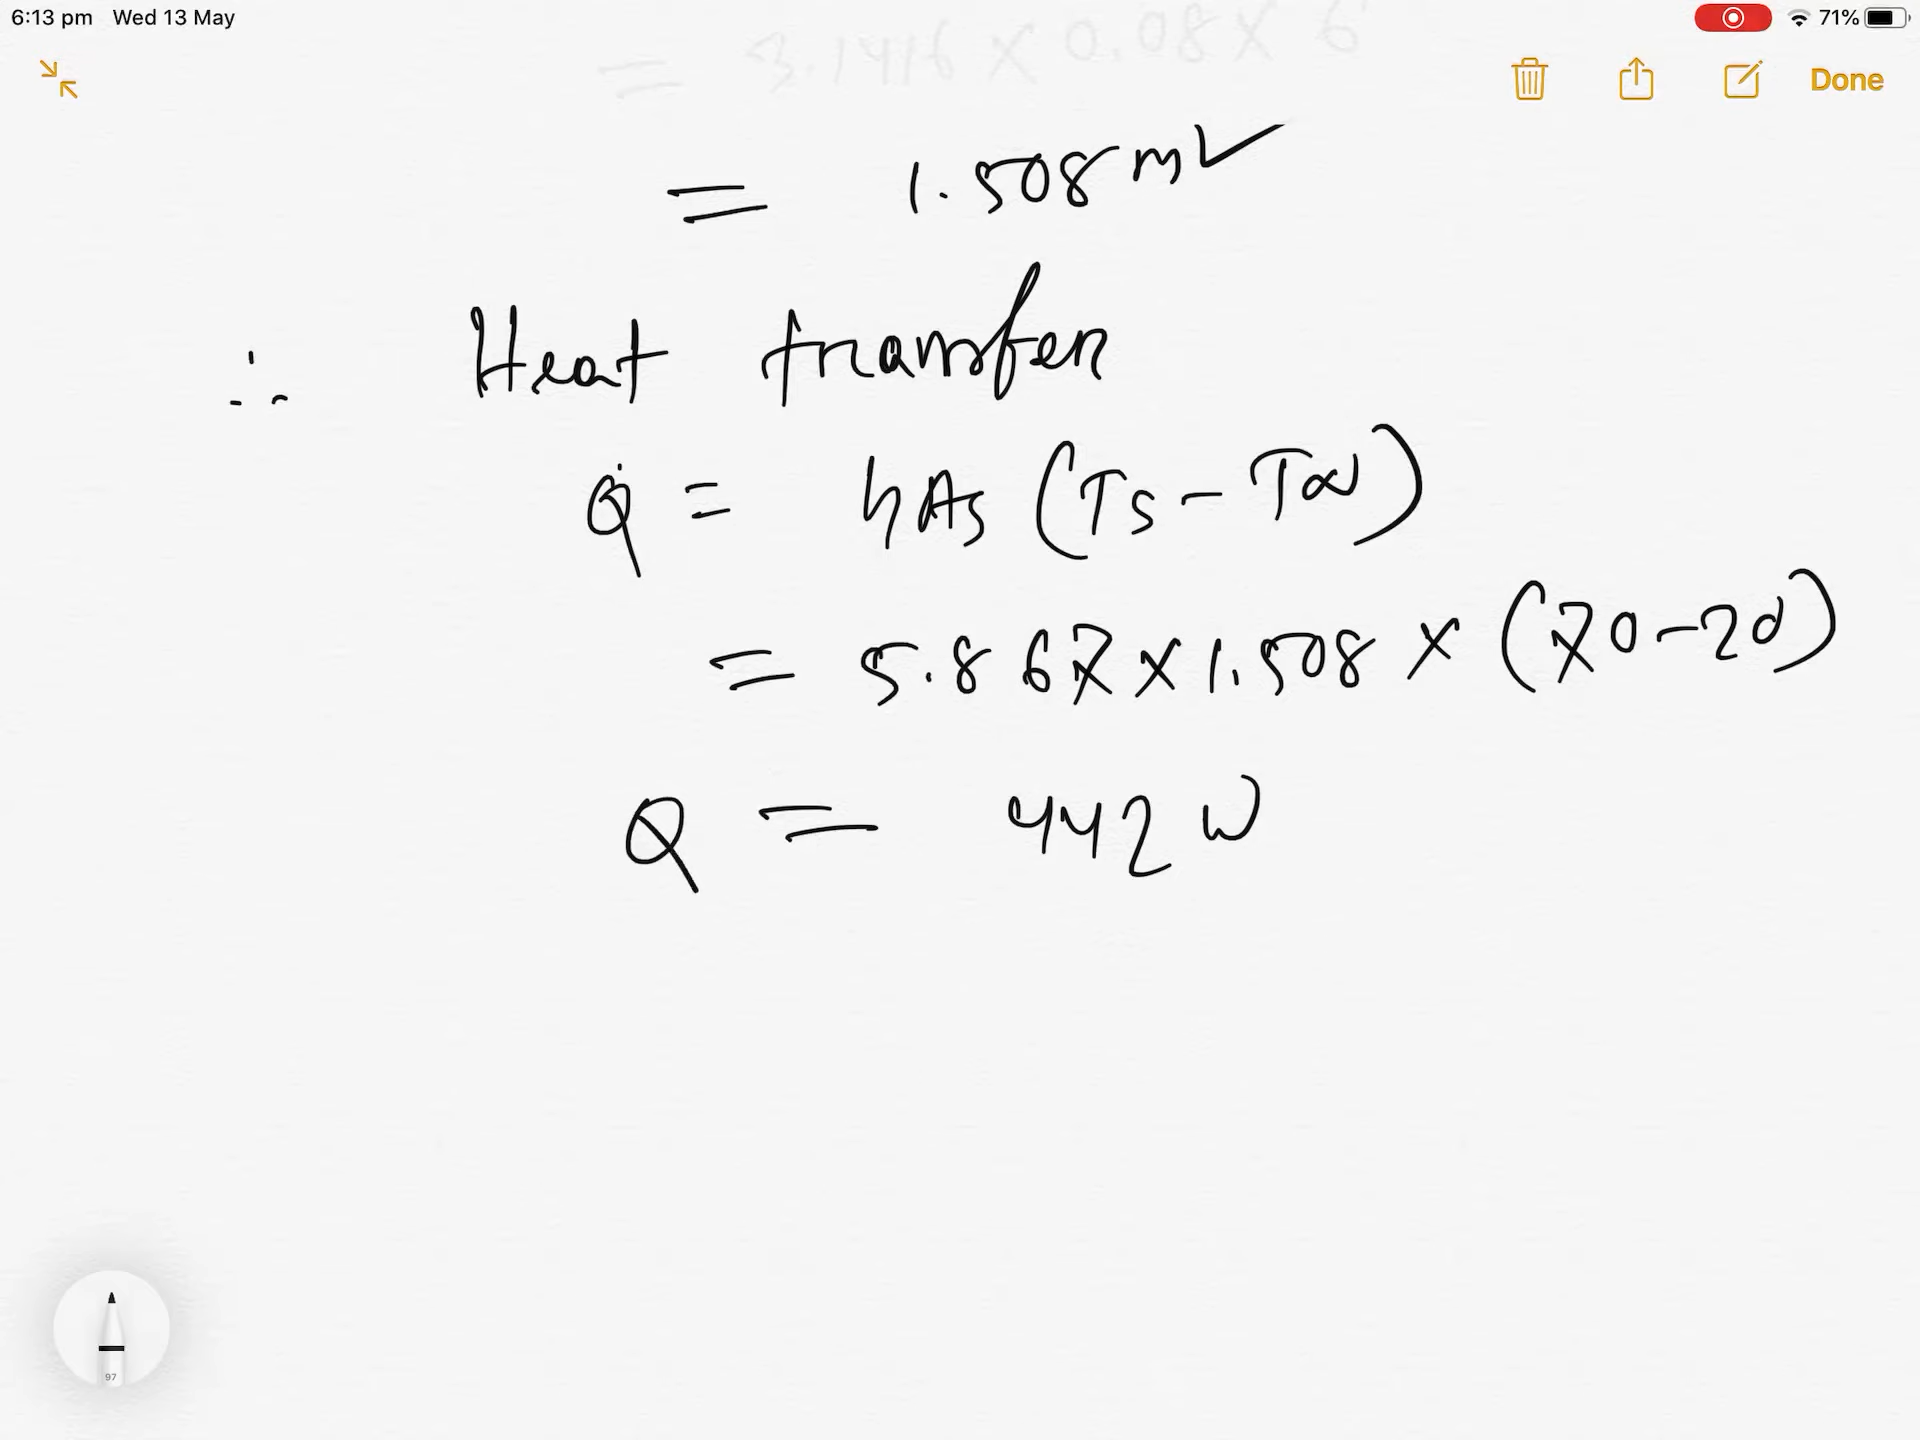 6:13 pm Wed 13 May 71%
= 3.1416 × 0.08 × 6
Done
= 1.508 m²
∴ Heat transfer
Q̇ = hAs (Ts - T∞)
= 5.867 × 1.508 × (70-20)
Q = 442 W
97